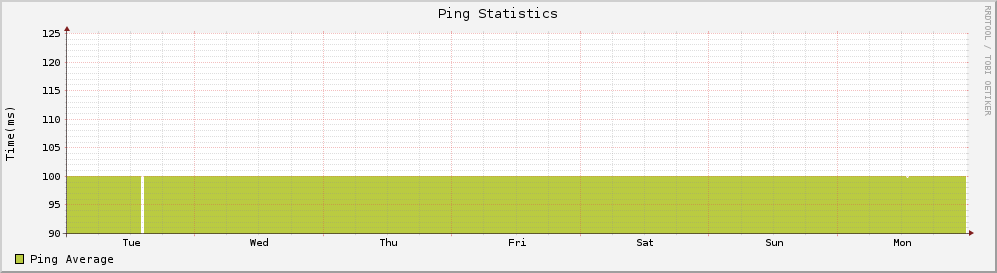 Ping Statistics
RRDTOOL / TOBI OETIKER
Time(ms)
125
120
115
110
105
100
95
90
Tue Wed Thu Fri Sat Sun Mon
Ping Average